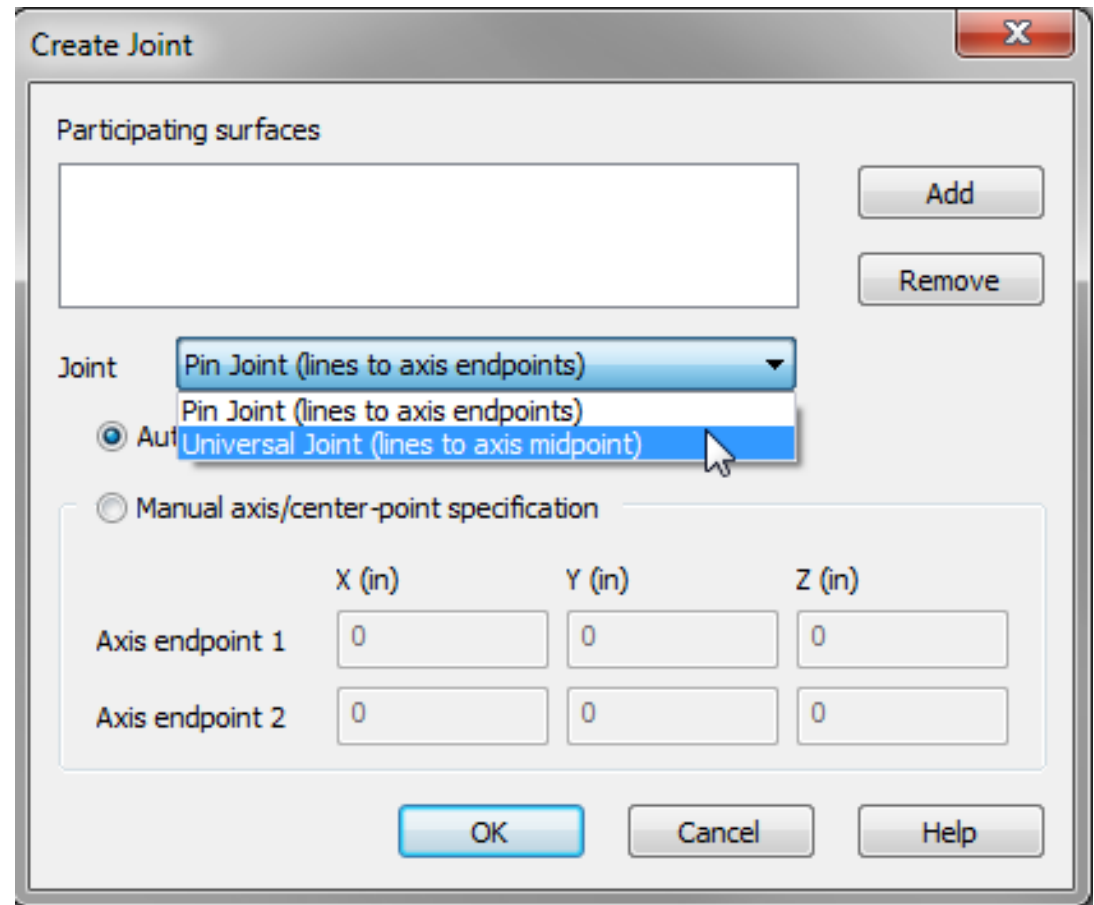 Create Joint
Participating surfaces
Add
Remove
Joint Pin Joint (lines to axis endpoints)
Pin Joint (lines to axis endpoints)
Universal Joint (lines to axis midpoint)
Manual axis/center-point specification
X (in) Y (in) Z (in)
Axis endpoint 1 0 0 0
Axis endpoint 2 0 0 0
OK Cancel Help